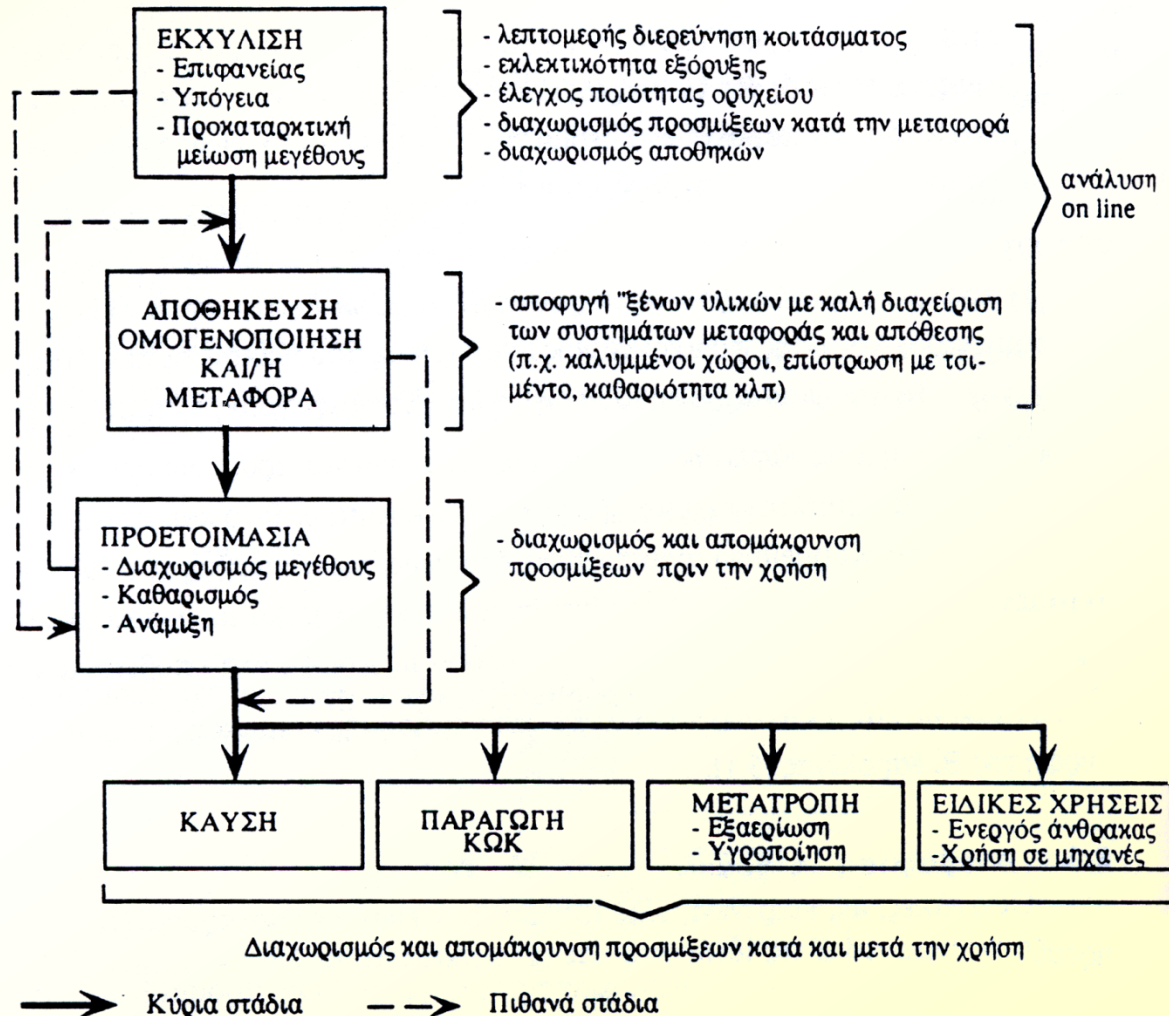 ΕΚΧΥΛΙΣΗ
- Επιφανείας
- Υπόγεια
- Προκαταρκτική
μείωση μεγέθους
- λεπτομερής διερεύνηση κοιτάσματος
- εκλεκτικότητα εξόρυξης
- έλεγχος ποιότητας ορυχείου
- διαχωρισμός προσμίξεων κατά την μεταφορά
- διαχωρισμός αποθηκών
ανάλυση
on line
ΑΠΟΘΗΚΕΥΣΗ
ΟΜΟΓΕΝΟΠΟΙΗΣΗ
ΚΑΙ/Ή
ΜΕΤΑΦΟΡΑ
- αποφυγή "ξένων υλικών με καλή διαχείριση
των συστημάτων μεταφοράς και απόθεσης
(π.χ. καλυμμένοι χώροι, επίστρωση με τσι-
μέντο, καθαριότητα κλπ)
ΠΡΟΕΤΟΙΜΑΣΙΑ
- Διαχωρισμός μεγέθους
- Καθαρισμός
- Ανάμιξη
- διαχωρισμός και απομάκρυνση
προσμίξεων πριν την χρήση
ΚΑΥΣΗ
ΠΑΡΑΓΩΓΗ
ΚΩΚ
ΜΕΤΑΤΡΟΠΗ
- Εξαερίωση
- Υγροποίηση
ΕΙΔΙΚΕΣ ΧΡΗΣΕΙΣ
- Ενεργός άνθρακας
-Χρήση σε μηχανές
Διαχωρισμός και απομάκρυνση προσμίξεων κατά και μετά την χρήση
Κύρια στάδια
Πιθανά στάδια